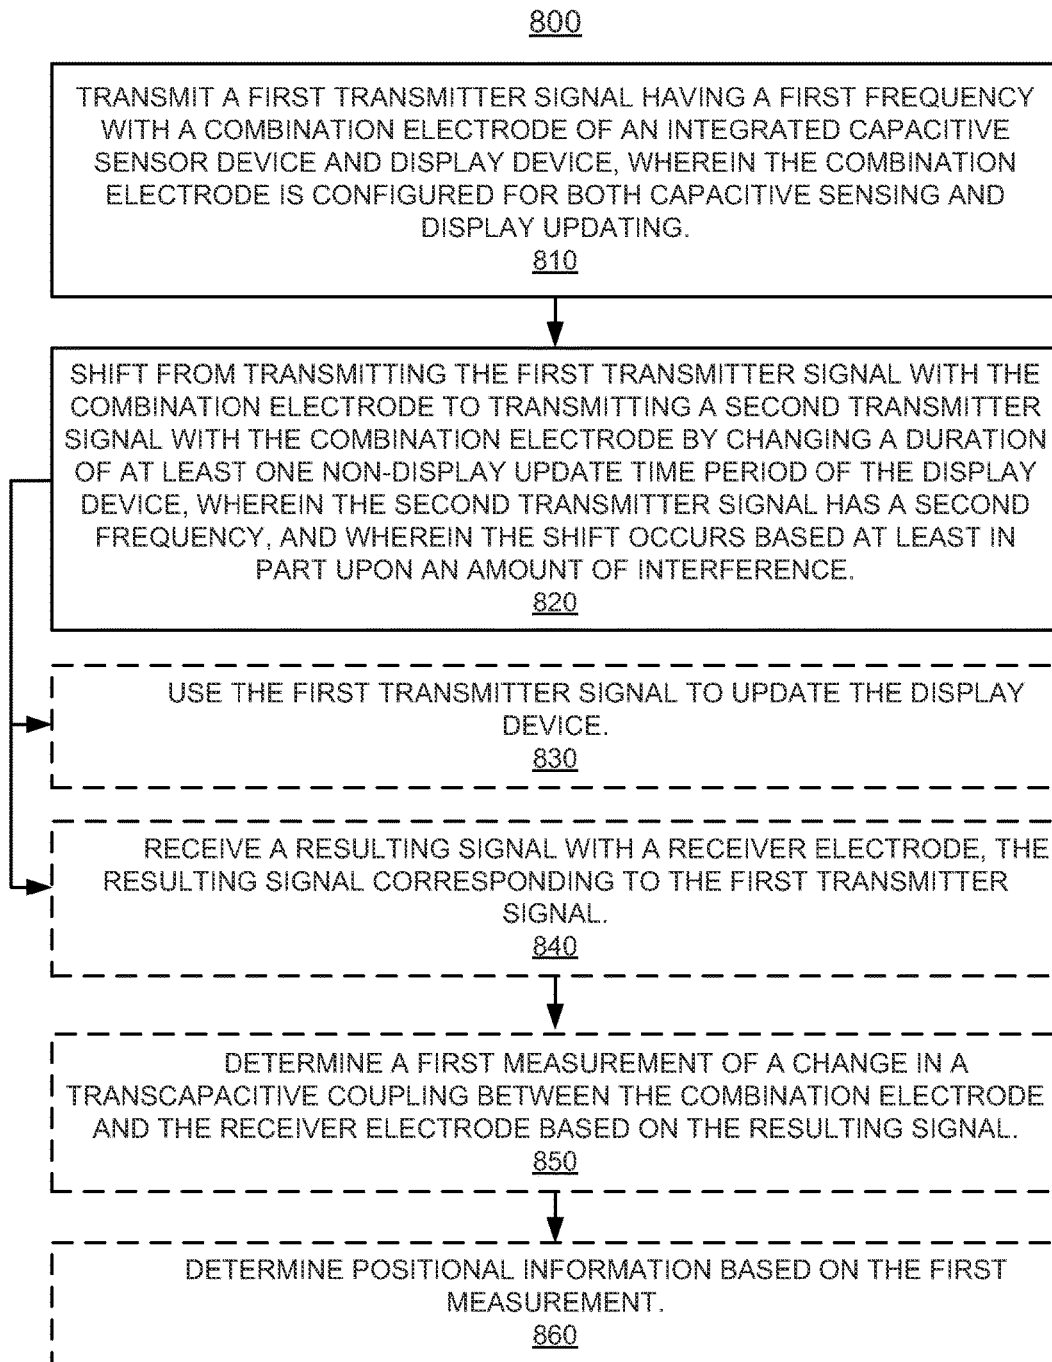 800
TRANSMIT A FIRST TRANSMITTER SIGNAL HAVING A FIRST FREQUENCY
WITH A COMBINATION ELECTRODE OF AN INTEGRATED CAPACITIVE
SENSOR DEVICE AND DISPLAY DEVICE, WHEREIN THE COMBINATION
ELECTRODE IS CONFIGURED FOR BOTH CAPACITIVE SENSING AND
DISPLAY UPDATING.
810
SHIFT FROM TRANSMITTING THE FIRST TRANSMITTER SIGNAL WITH THE
COMBINATION ELECTRODE TO TRANSMITTING A SECOND TRANSMITTER
SIGNAL WITH THE COMBINATION ELECTRODE BY CHANGING A DURATION
OF AT LEAST ONE NON-DISPLAY UPDATE TIME PERIOD OF THE DISPLAY
DEVICE, WHEREIN THE SECOND TRANSMITTER SIGNAL HAS A SECOND
FREQUENCY, AND WHEREIN THE SHIFT OCCURS BASED AT LEAST IN
PART UPON AN AMOUNT OF INTERFERENCE.
820
USE THE FIRST TRANSMITTER SIGNAL TO UPDATE THE DISPLAY
DEVICE.
830
RECEIVE A RESULTING SIGNAL WITH A RECEIVER ELECTRODE, THE
RESULTING SIGNAL CORRESPONDING TO THE FIRST TRANSMITTER
SIGNAL.
840
DETERMINE A FIRST MEASUREMENT OF A CHANGE IN A
TRANSCAPACITIVE COUPLING BETWEEN THE COMBINATION ELECTRODE
AND THE RECEIVER ELECTRODE BASED ON THE RESULTING SIGNAL.
850
DETERMINE POSITIONAL INFORMATION BASED ON THE FIRST
MEASUREMENT.
860